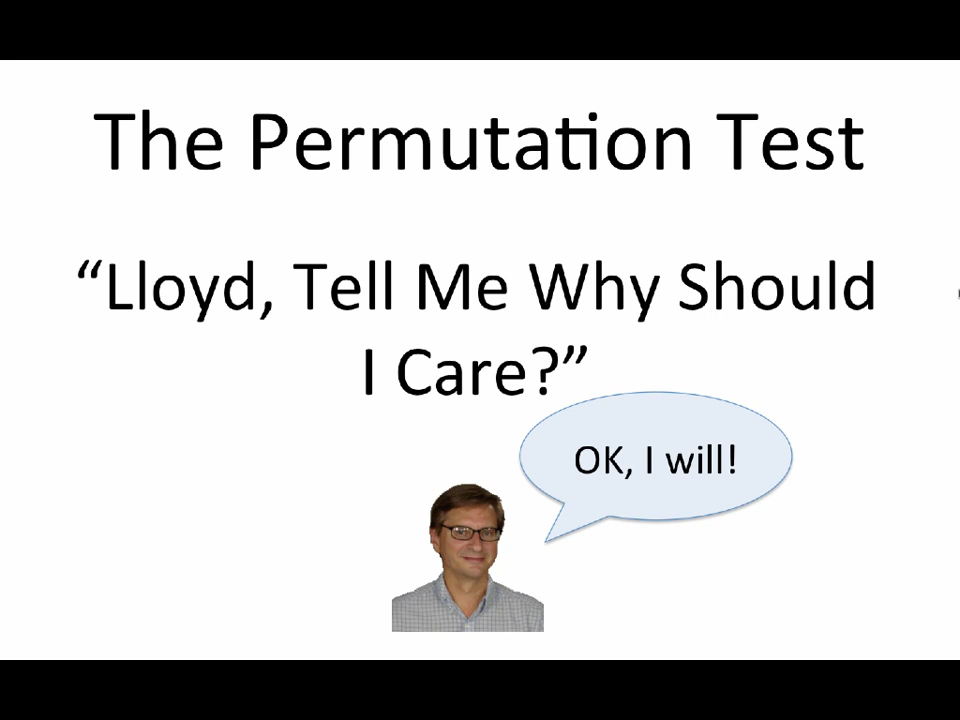 The Permutation Test
“Lloyd, Tell Me Why Should
I Care?”
OK, I will!